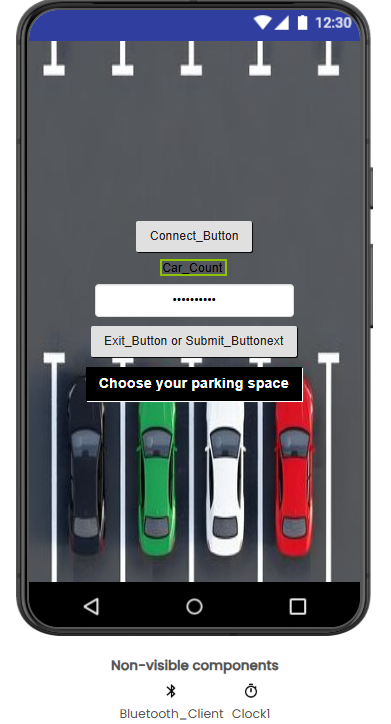 12:30
Connect_Button
Car_Count
••••••••••
Exit_Button or Submit_Buttonext
Choose your parking space
Non-visible components
Bluetooth_Client Clock1